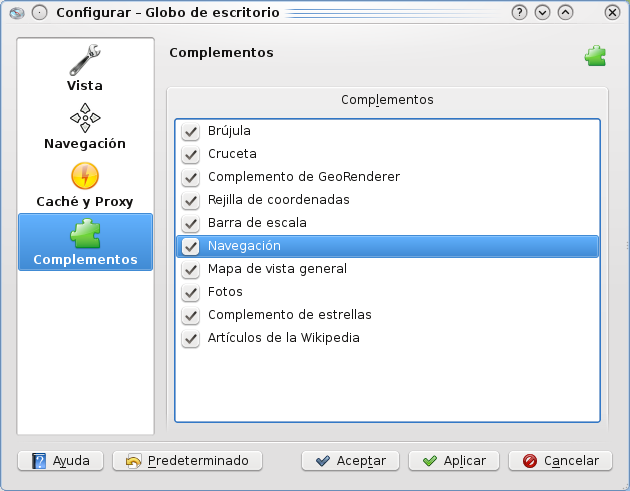 Configurar – Globo de escritorio
Vista
Navegación
Caché y Proxy
Complementos
Complementos
Complementos
Brújula
Cruceta
Complemento de GeoRenderer
Rejilla de coordenadas
Barra de escala
Navegación
Mapa de vista general
Fotos
Complemento de estrellas
Artículos de la Wikipedia
Ayuda
Predeterminado
Aceptar
Aplicar
Cancelar